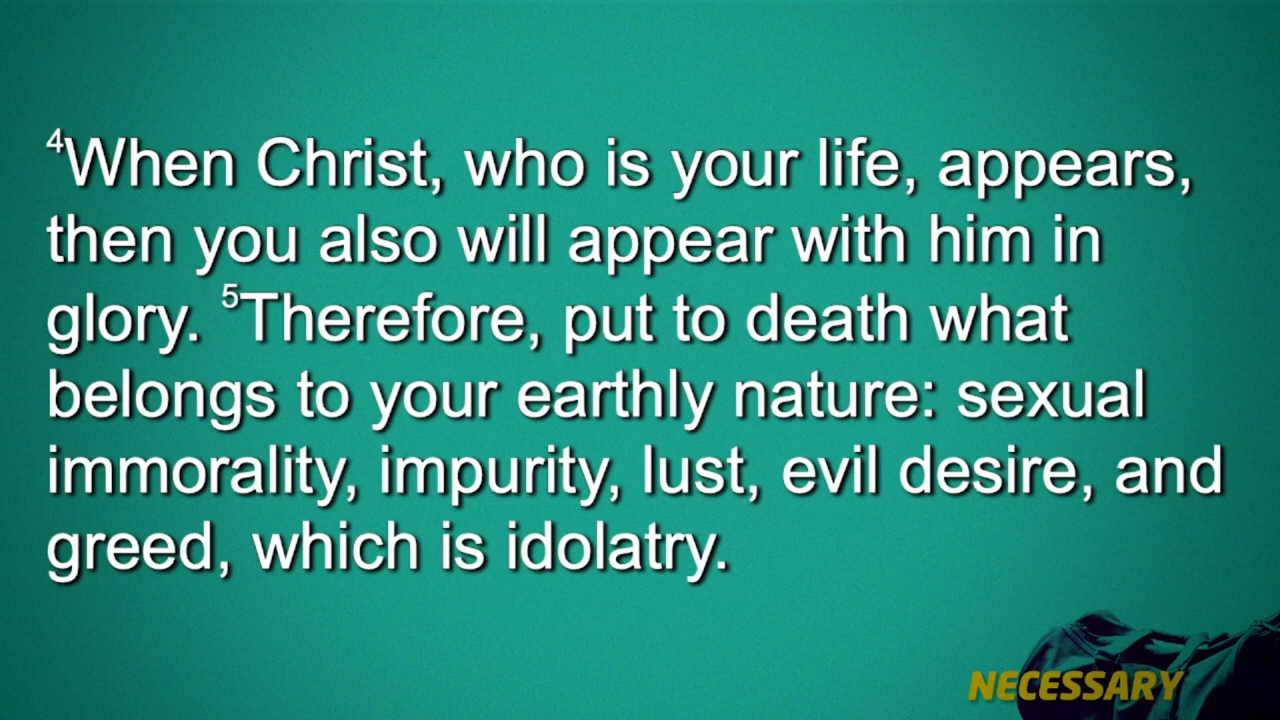 4When Christ, who is your life, appears,
then you also will appear with him in
glory. 5Therefore, put to death what
belongs to your earthly nature: sexual
immorality, impurity, lust, evil desire, and
greed, which is idolatry.
NECESSARY